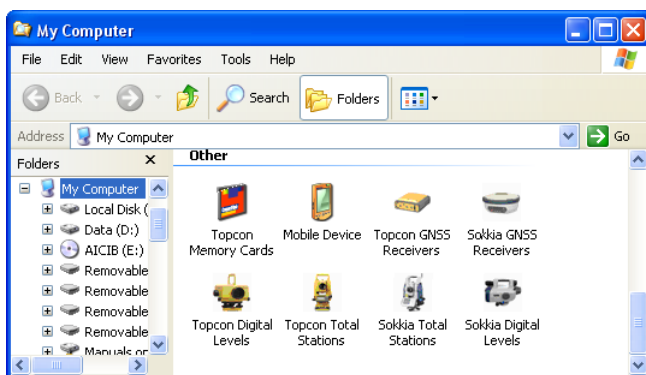 My Computer
File Edit View Favorites Tools Help
Back Search Folders
Address My Computer Go
Folders
My Computer
Local Disk (
Data (D:)
AICIB (E:)
Removable
Removable
Removable
Removable
Manuals or
Other
Topcon Memory Cards
Mobile Device
Topcon GNSS Receivers
Sokkia GNSS Receivers
Topcon Digital Levels
Topcon Total Stations
Sokkia Total Stations
Sokkia Digital Levels